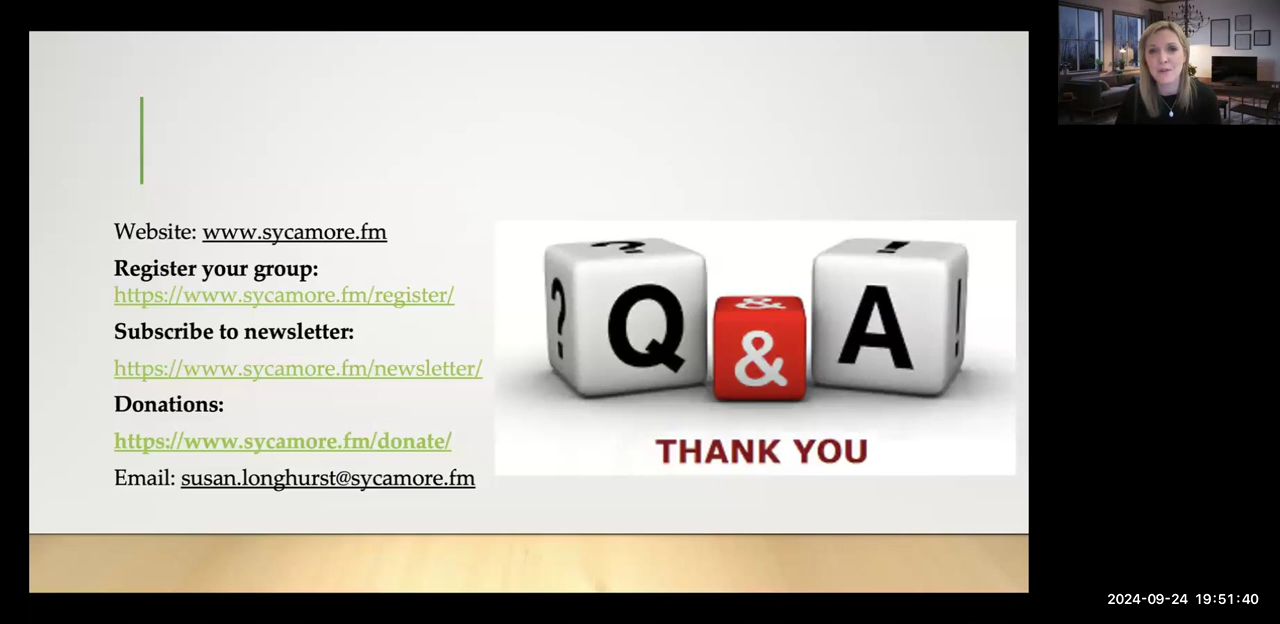 Website: www.sycamore.fm
Register your group:
https://www.sycamore.fm/register/
Subscribe to newsletter:
https://www.sycamore.fm/newsletter/
Donations:
https://www.sycamore.fm/donate/
Email: susan.longhurst@sycamore.fm
? ? Q & & A ! !
THANK YOU
2024-09-24 19:51:40